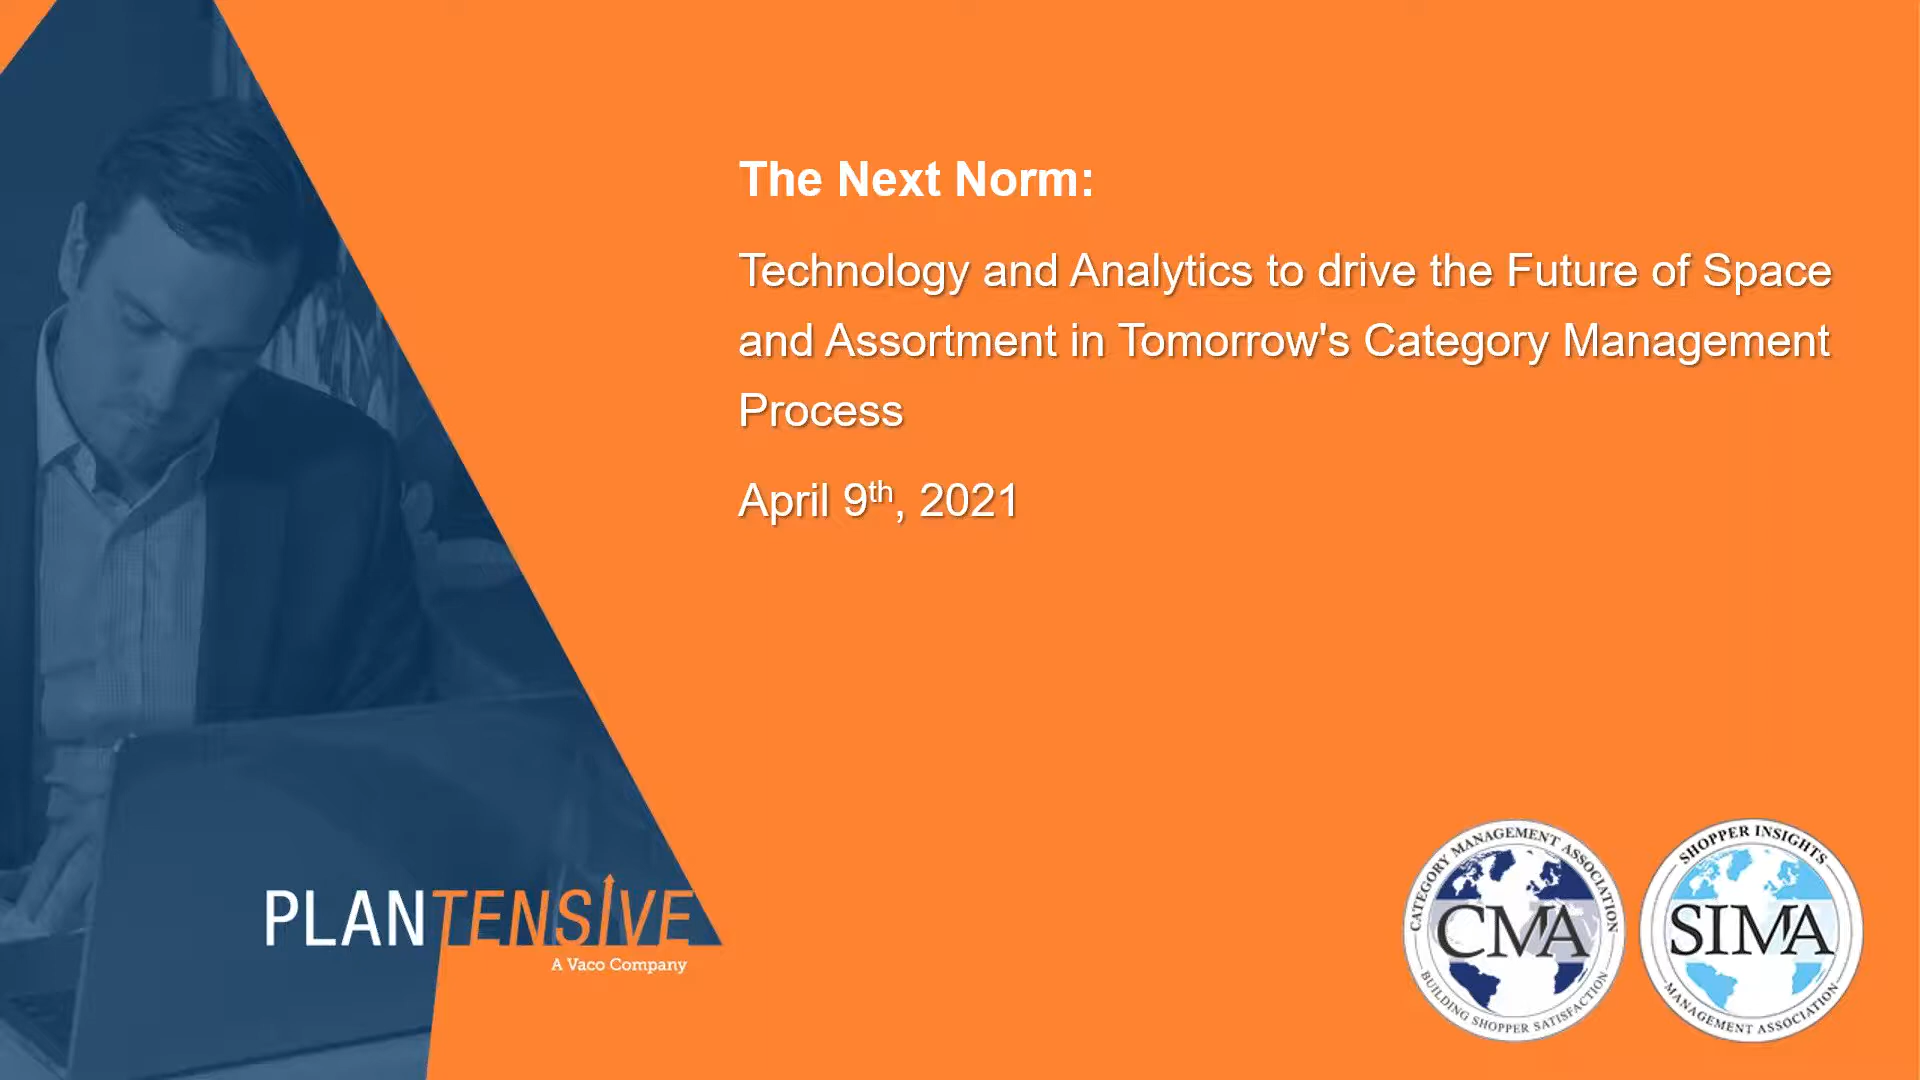 The Next Norm:
Technology and Analytics to drive the Future of Space
and Assortment in Tomorrow's Category Management
Process
April 9th, 2021
PLANTENSIVE
A Vaco Company
CATEGORY MANAGEMENT ASSOCIATION
CMA
BUILDING SHOPPER SATISFACTION
SHOPPER INSIGHTS
SIMA
MANAGEMENT ASSOCIATION